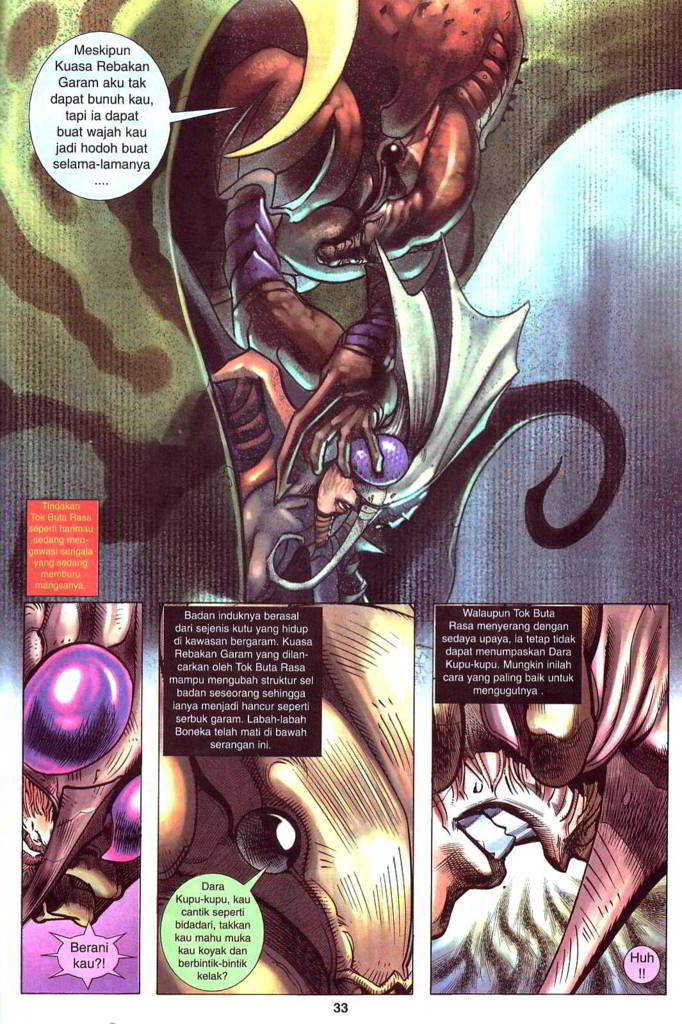 Meskipun
Kuasa Rebakan
Garam aku tak
dapat bunuh kau,
tapi ia dapat
buat wajah kau
jadi hodoh buat
selama-lamanya
....
Tindakan
Tok Buta Rasa
seperti harimau
sedang men-
gawasi serigala
yang sedang
memburu
mangsanya.
Berani
kau?!
Badan induknya berasal
dari sejenis kutu yang hidup
di kawasan bergaram. Kuasa
Rebakan Garam yang dilan-
carkan oleh Tok Buta Rasa
mampu mengubah struktur sel
badan seseorang sehingga
ianya menjadi hancur seperti
serbuk garam. Labah-labah
Boneka telah mati di bawah
serangan ini.
Dara
Kupu-kupu, kau
cantik seperti
bidadari, takkan
kau mahu muka
kau koyak dan
berbintik-bintik
kelak?
Walaupun Tok Buta
Rasa menyerang dengan
sedaya upaya, ia tetap tidak
dapat menumpaskan Dara
Kupu-kupu. Mungkin inilah
cara yang paling baik untuk
mengugutnya .
Huh
!!
33